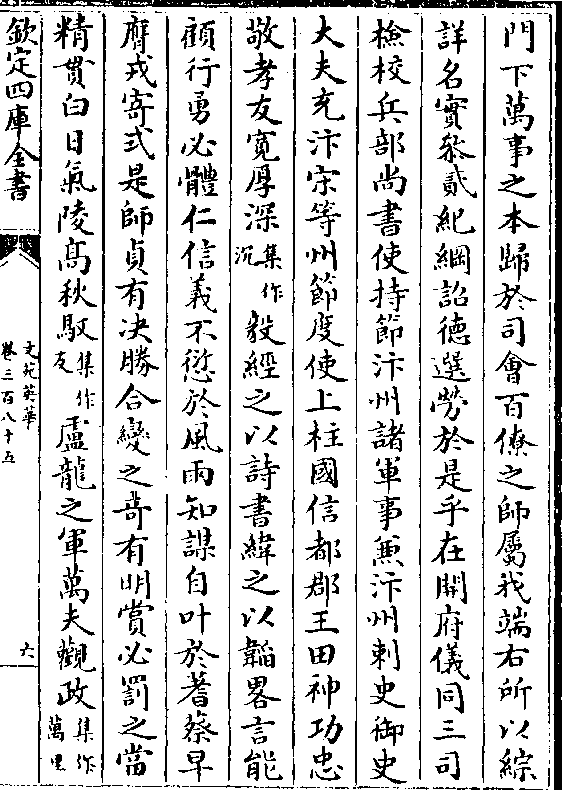 門下萬事之本歸於司會百僚之師屬我端右所以綜
詳名實叅貳紀綱詔德選勞於是乎在開府儀同三司
檢校兵部尚書使持節汴州諸軍事兼汴州刺史御史
大夫充汴宋等州節度使上柱國信都郡王田神功忠
敬孝友寛厚深集作沉毅經之以詩書緯之以韜畧言能
顧行勇必體仁信義不愆於風雨知謀自叶於蓍蔡早
膺戎寄式是師貞有决勝合變之竒有明賞必罰之當
精貫白日氣陵髙秋馭集作友盧龍之軍萬夫觀政集作萬里
欽定四庫全書
文苑英華
卷三百八十五
六